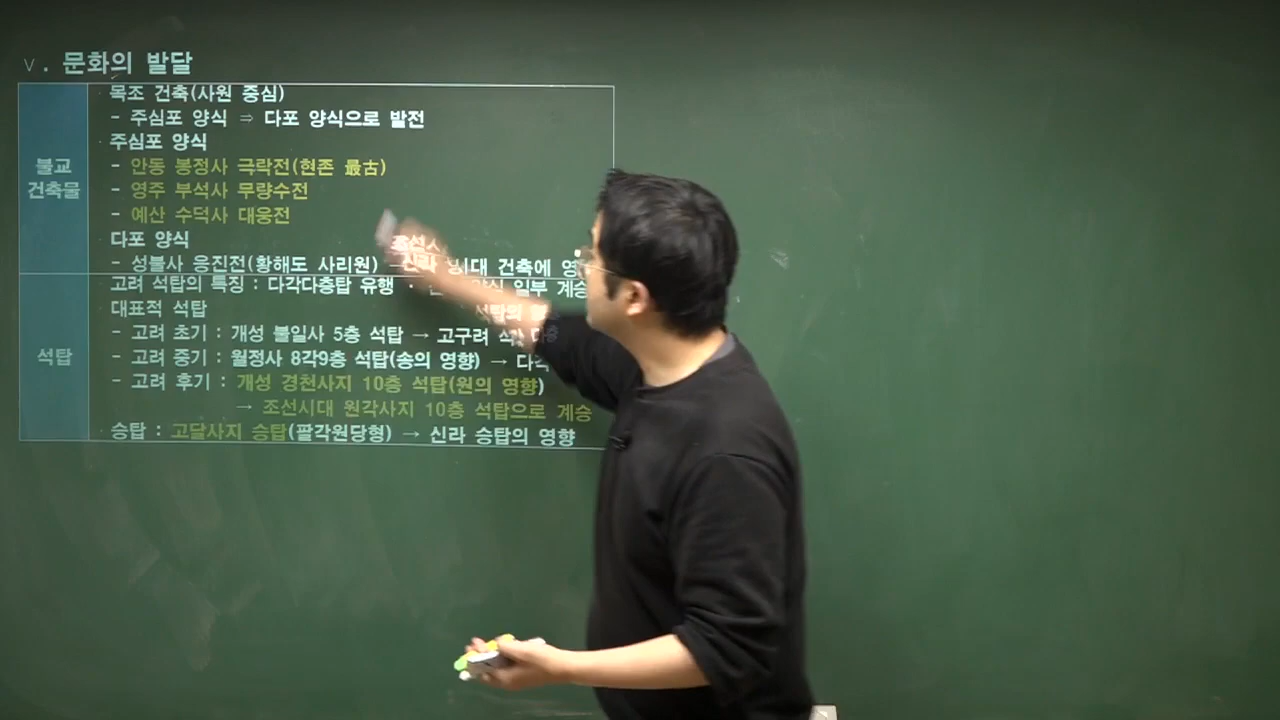 Ⅴ. 문화의 발달
불교
건축물
목조 건축(사원 중심)
- 주심포 양식 ⇒ 다포 양식으로 발전
주심포 양식
- 안동 봉정사 극락전(현존 最古)
- 영주 부석사 무량수전
- 예산 수덕사 대웅전
다포 양식
- 성불사 응진전(황해도 사리원) 건축에
석탑
고려 석탑의 특징 : 다각다층탑 유행 · 일부 계승
대표적 석탑
- 고려 초기 : 개성 불일사 5층 석탑 → 고구려
- 고려 중기 : 월정사 8각9층 석탑(송의 영향) →
- 고려 후기 : 개성 경천사지 10층 석탑(원의 영향)
→ 조선시대 원각사지 10층 석탑으로 계승
승탑 : 고달사지 승탑(팔각원당형) → 신라 승탑의 영향